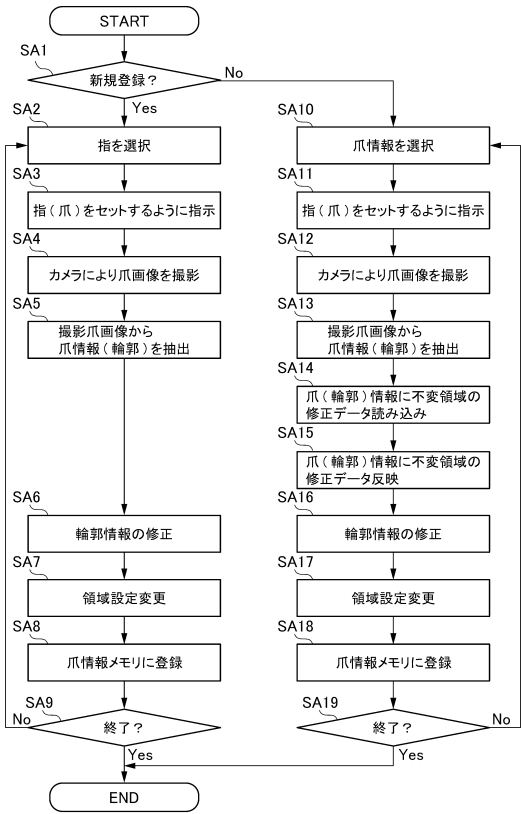 START
SA1
新規登録？
No
Yes
SA2
指を選択
SA3
指(爪)をセットするように指示
SA4
カメラにより爪画像を撮影
SA5
撮影爪画像から
爪情報(輪郭)を抽出
SA6
輪郭情報の修正
SA7
領域設定変更
SA8
爪情報メモリに登録
SA9
終了？
No
Yes
SA10
爪情報を選択
SA11
指(爪)をセットするように指示
SA12
カメラにより爪画像を撮影
SA13
撮影爪画像から
爪情報(輪郭)を抽出
SA14
爪(輪郭)情報に不変領域の
修正データ読み込み
SA15
爪(輪郭)情報に不変領域の
修正データ反映
SA16
輪郭情報の修正
SA17
領域設定変更
SA18
爪情報メモリに登録
SA19
終了？
No
Yes
END